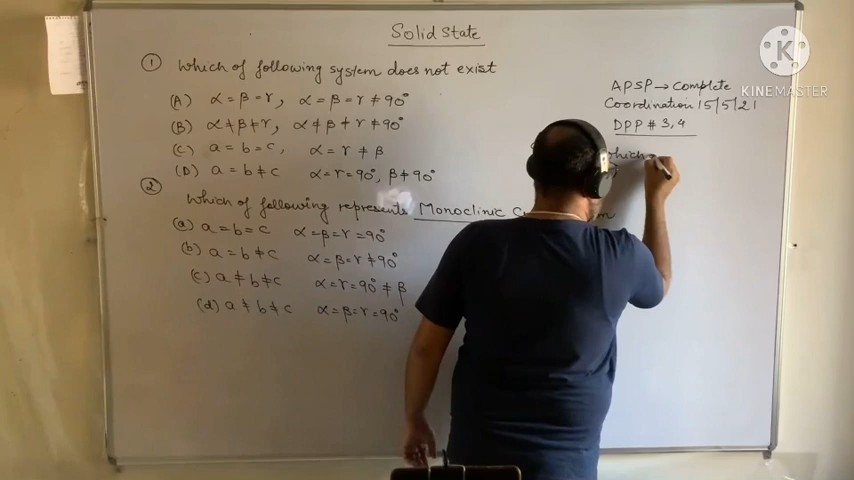 Solid State
① Which of following system does not exist
(A) α = β = γ, α = β = γ ≠ 90°
(B) α ≠ β ≠ γ, α ≠ β ≠ γ ≠ 90°
(C) a = b = c, α = γ ≠ β
(D) a = b ≠ c α = γ = 90°, β ≠ 90°
② Which of following represents Monoclinic
(a) a = b = c α = β = γ = 90°
(b) a = b ≠ c α = β = γ ≠ 90°
(c) a ≠ b ≠ c α = γ = 90° ≠ β
(d) a ≠ b ≠ c α = β = γ = 90°
APSP → Complete
Coordination 15/5/21
DPP # 3, 4
which
KINEMASTER